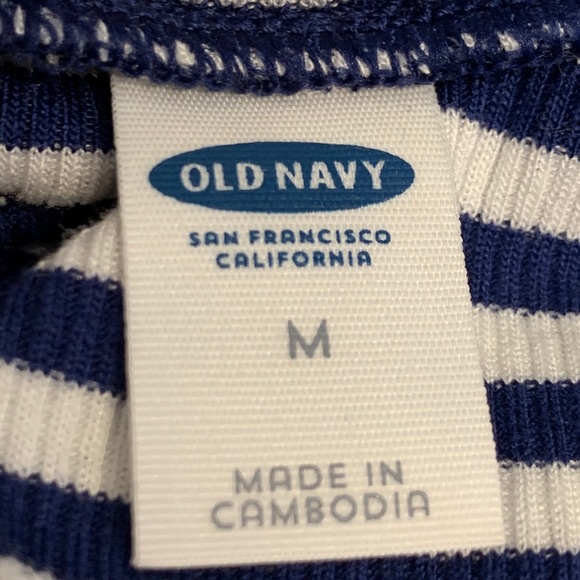 OLD NAVY
SAN FRANCISCO
CALIFORNIA
M
MADE IN
CAMBODIA